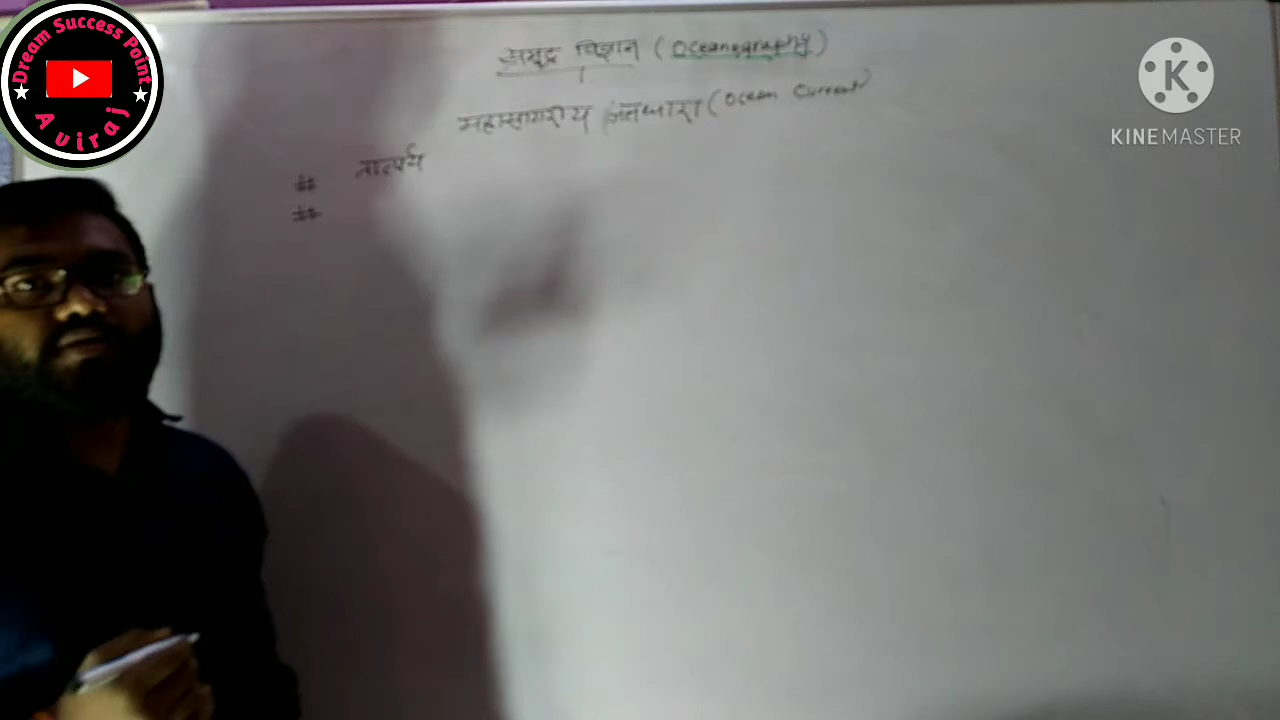 Dream Success Point
Aviraj
KINEMASTER
समुद्र विज्ञान (Oceanography)
महासागरीय जलधारा (Ocean Current)
## तात्पर्य
##